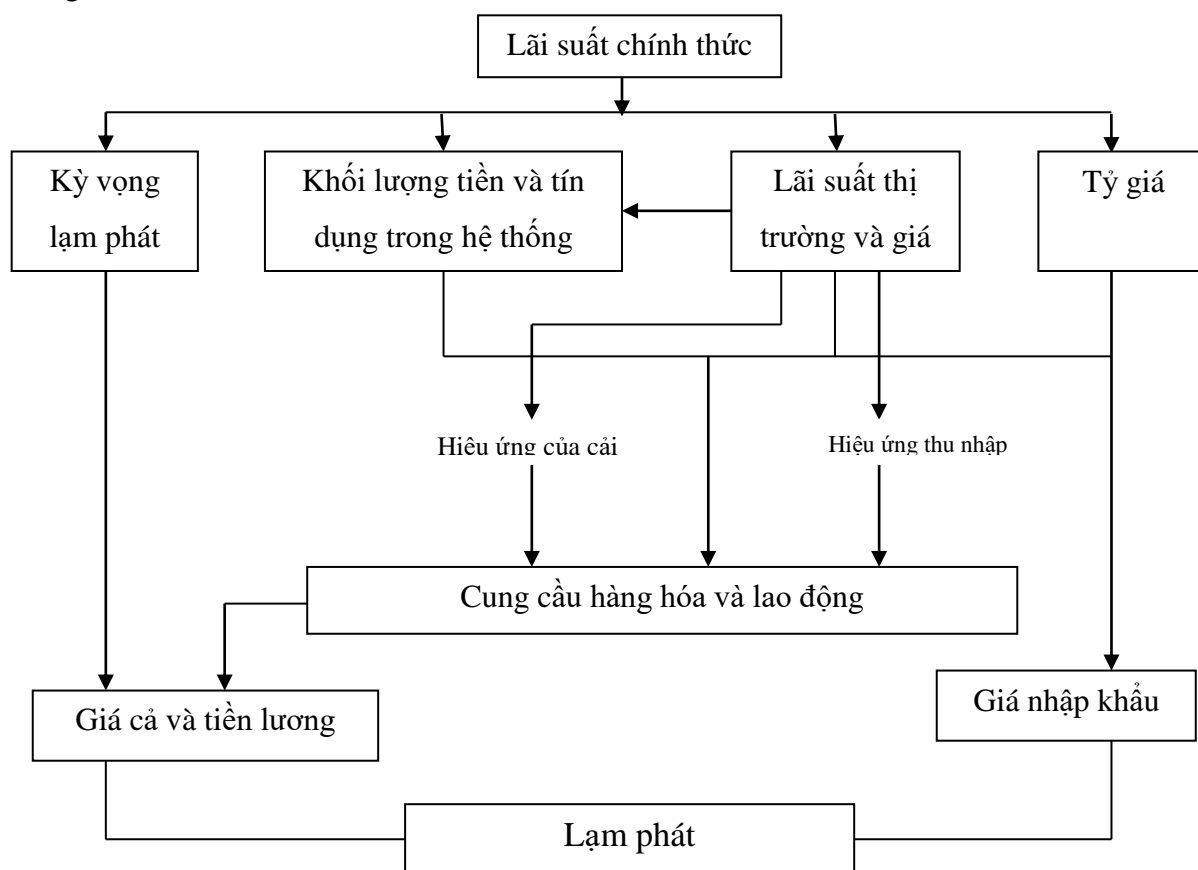 Lãi suất chính thức
Kỳ vọng
lạm phát
Khối lượng tiền và tín
dụng trong hệ thống
Lãi suất thị
trường và giá
Tỷ giá
Hiêu ứng của cải
Hiệu ứng thu nhập
Cung cầu hàng hóa và lao động
Giá cả và tiền lương
Giá nhập khẩu
Lạm phát